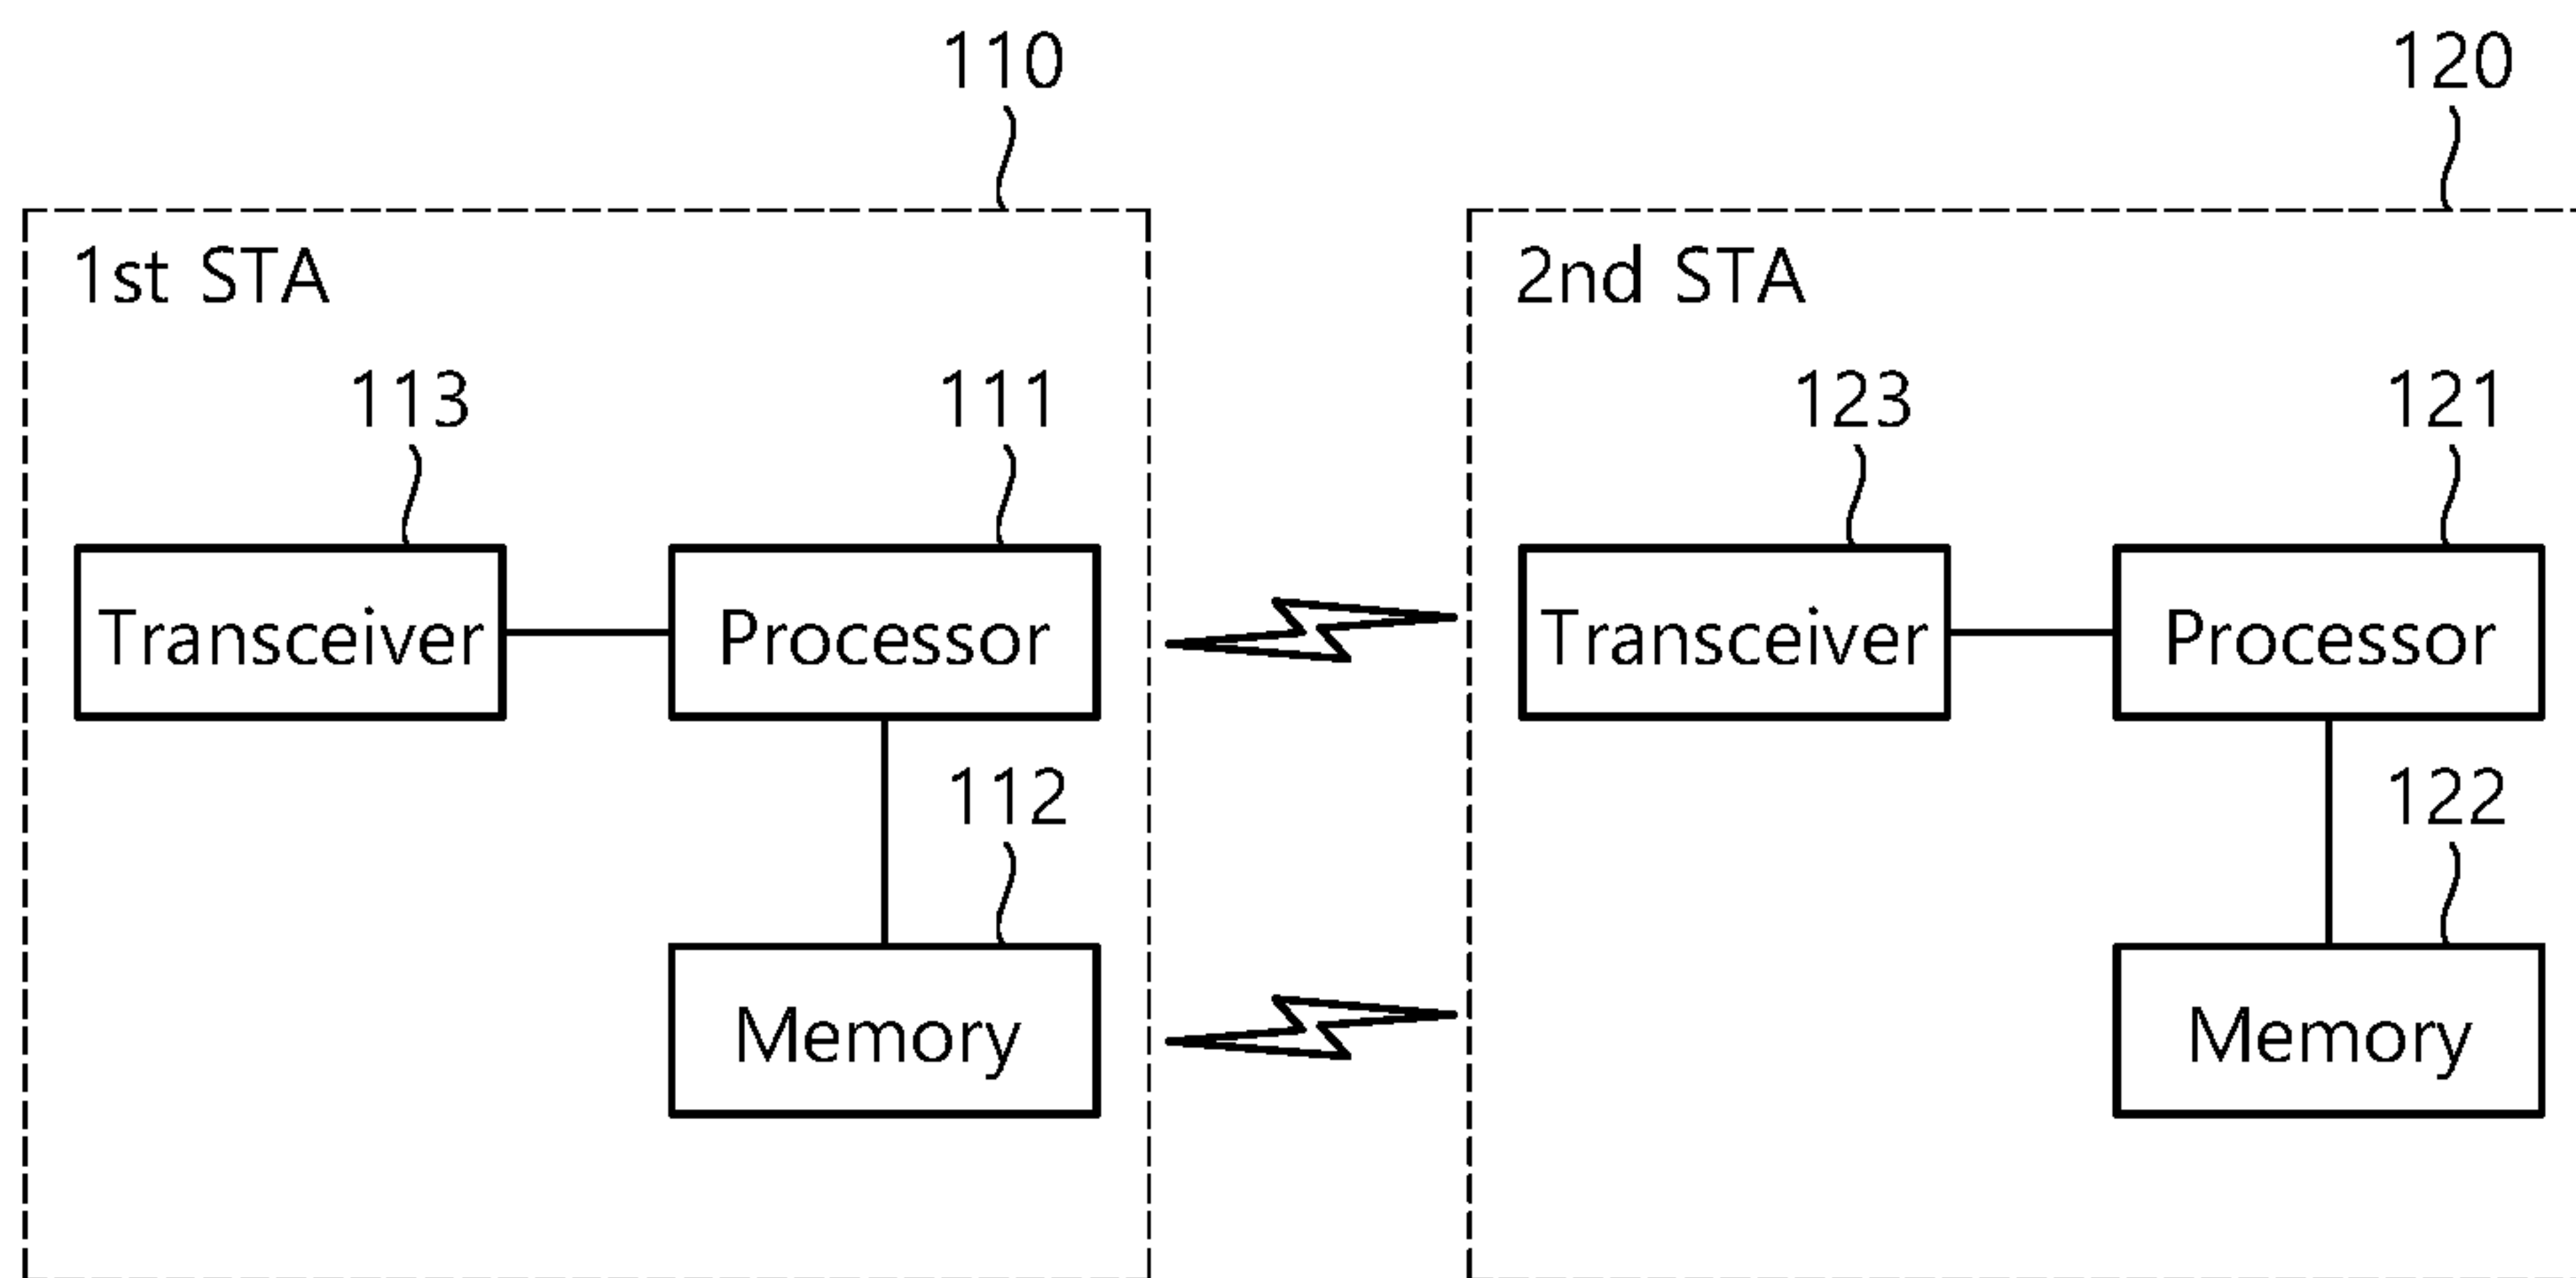 110
120
1st STA
2nd STA
113
111
123
121
Transceiver
Processor
Transceiver
Processor
112
122
Memory
Memory